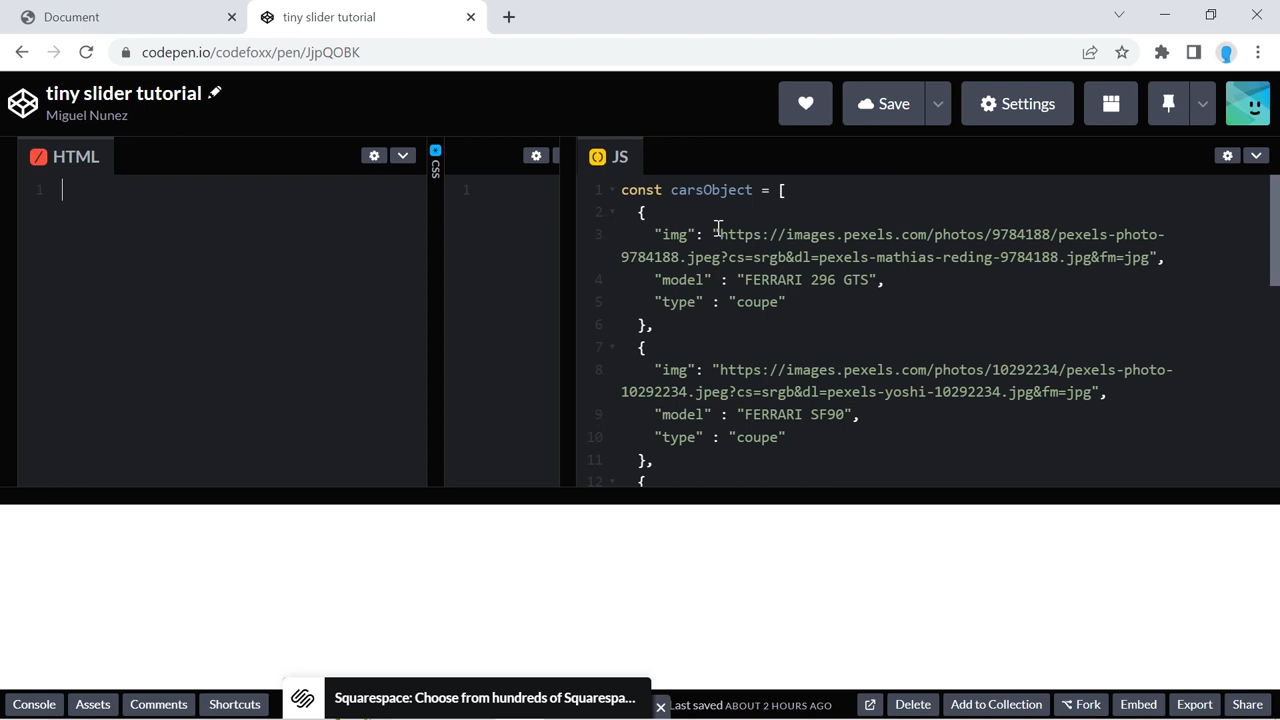 Document
tiny slider tutorial
codepen.io/codefoxx/pen/JjpQOBK
tiny slider tutorial
Miguel Nunez
Save
Settings
HTML
CSS
JS
1
1
1 const carsObject = [
2 {
3 "img": "https://images.pexels.com/photos/9784188/pexels-photo-
9784188.jpeg?cs=srgb&dl=pexels-mathias-reding-9784188.jpg&fm=jpg",
4 "model" : "FERRARI 296 GTS",
5 "type" : "coupe"
6 },
7 {
8 "img": "https://images.pexels.com/photos/10292234/pexels-photo-
10292234.jpeg?cs=srgb&dl=pexels-yoshi-10292234.jpg&fm=jpg",
9 "model" : "FERRARI SF90",
10 "type" : "coupe"
11 },
12 {
Squarespace: Choose from hundreds of Squarespa...
Console
Assets
Comments
Shortcuts
Last saved ABOUT 2 HOURS AGO
Delete
Add to Collection
Fork
Embed
Export
Share